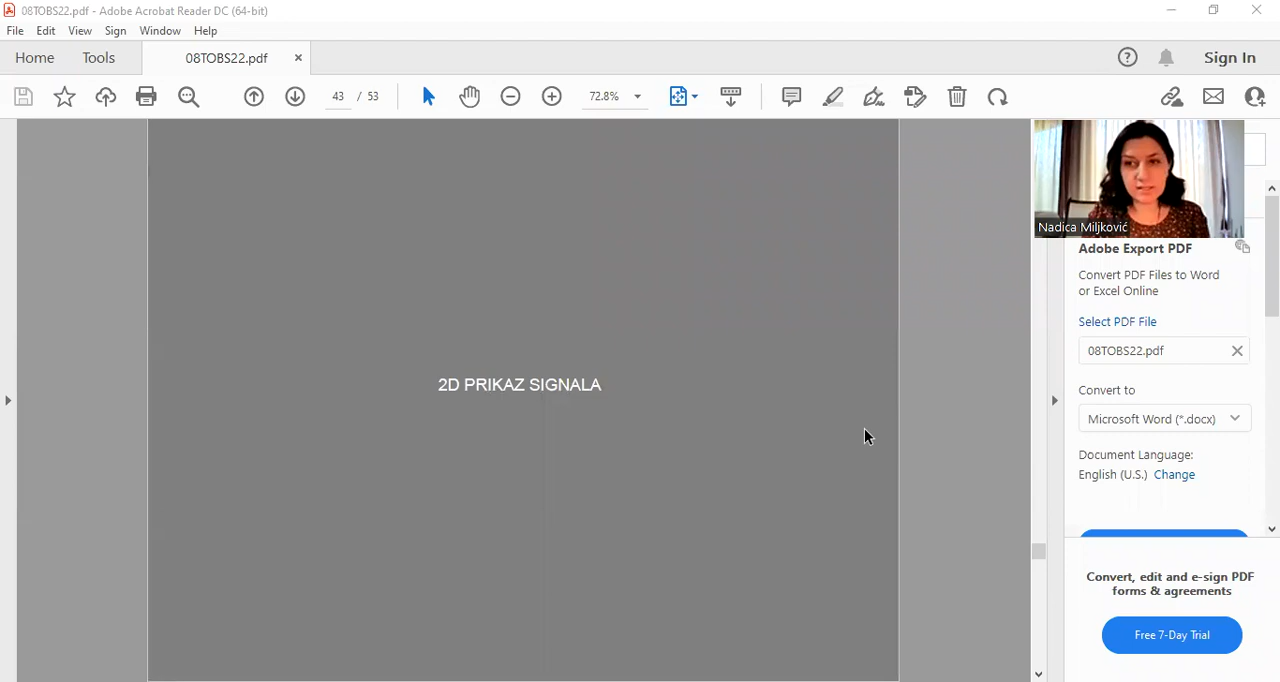 08TOBS22.pdf - Adobe Acrobat Reader DC (64-bit)
File Edit View Sign Window Help
Home Tools 08TOBS22.pdf Sign In
43 / 53 72.8%
Nadica Miljković
Adobe Export PDF
Convert PDF Files to Word
or Excel Online
Select PDF File
08TOBS22.pdf
Convert to
Microsoft Word (*.docx)
Document Language:
English (U.S.) Change
2D PRIKAZ SIGNALA
Convert, edit and e-sign PDF
forms & agreements
Free 7-Day Trial